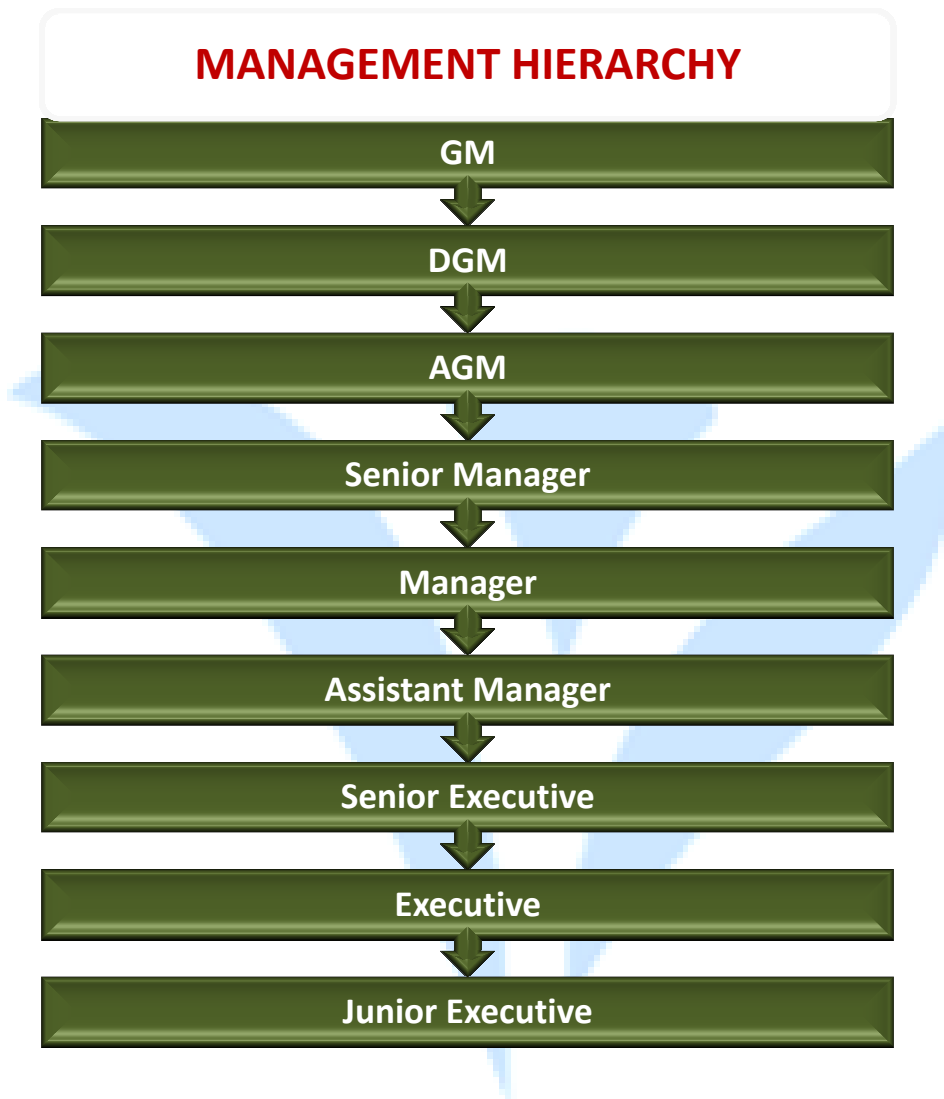 MANAGEMENT HIERARCHY
GM
DGM
AGM
Senior Manager
Manager
Assistant Manager
Senior Executive
Executive
Junior Executive